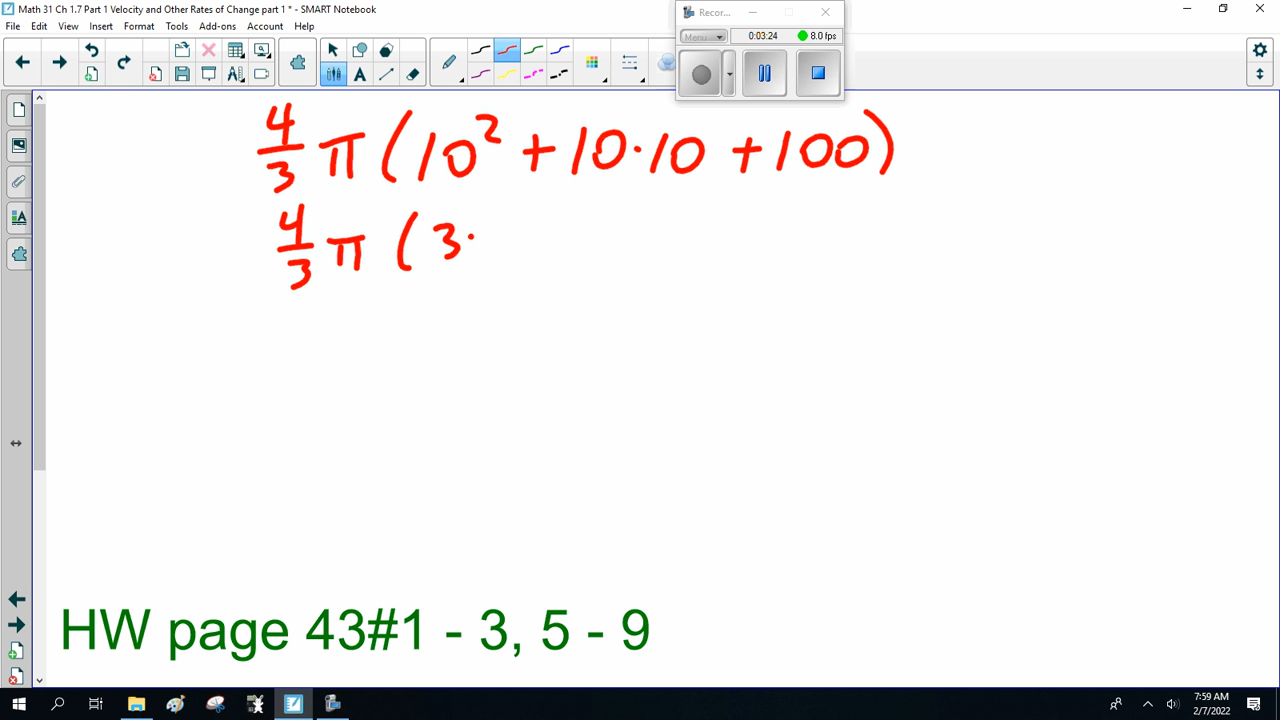 Math 31 Ch 1.7 Part 1 Velocity and Other Rates of Change part 1 * - SMART Notebook
Recor...
File Edit View Insert Format Tools Add-ons Account Help
Menu 0:03:24 8.0 fps
4/3 π (10² + 10·10 + 100)
4/3 π (3·
HW page 43#1 - 3, 5 - 9
7:59 AM
2/7/2022